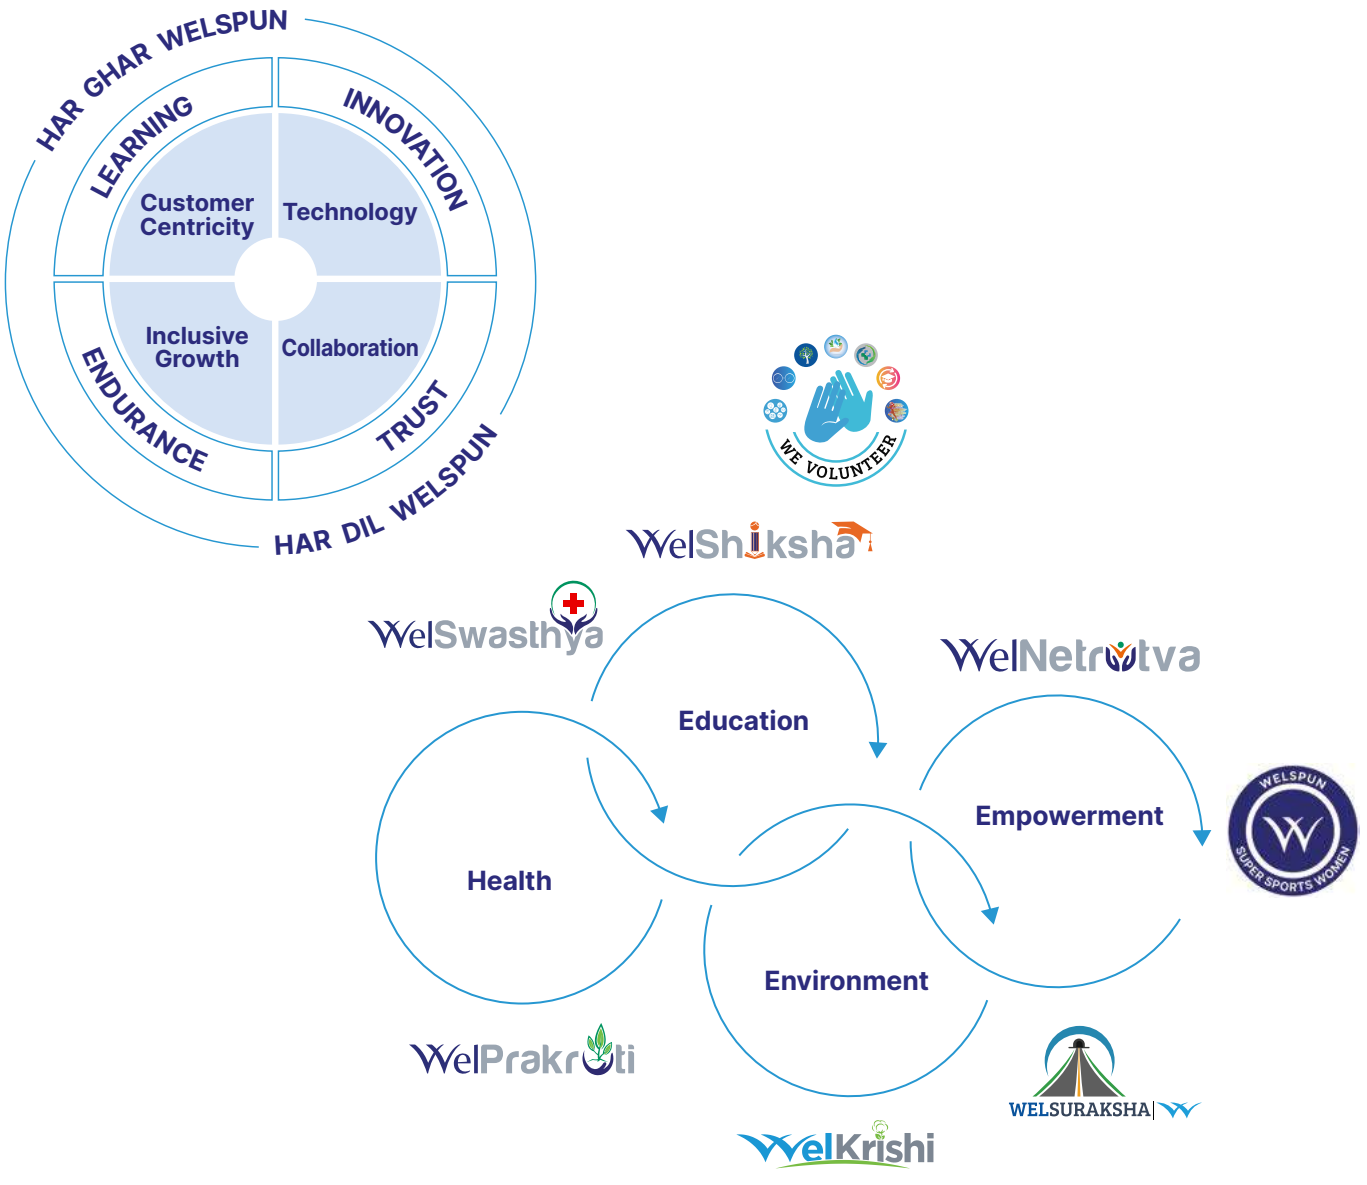 HAR GHAR WELSPUN
LEARNING
INNOVATION
Customer
Centricity
Technology
Inclusive
Growth
Collaboration
ENDURANCE
TRUST
HAR DIL WELSPUN
WE VOLUNTEER
WelShiksha
WelSwasthya
WelNetrutva
Education
Empowerment
WELSPUN
W
SUPER SPORTS WOMEN
Health
Environment
WelPrakruti
WELSURAKSHA|W
WelKrishi